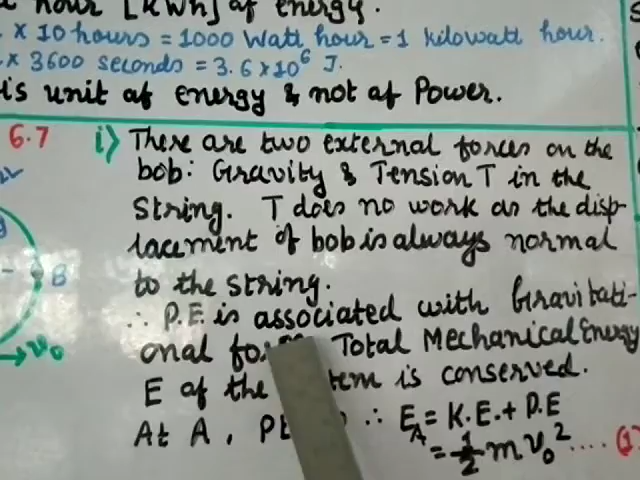 hour [kWh] of energy.
× 10 hours = 1000 Watt hour = 1 kilowatt hour.
× 3600 seconds = 3.6 × 10⁶ J.
is unit of energy & not of Power.
6.7 i) There are two external forces on the
bob: Gravity & Tension T in the
string. T does no work as the disp-
lacement of bob is always normal
B to the string.
∴ P.E. is associated with Gravitati-
v₀ onal Total Mechanical Energy
E of the is conserved.
At A, ∴ E_A = K.E. + P.E
= 1/2 m v₀² .... (1)